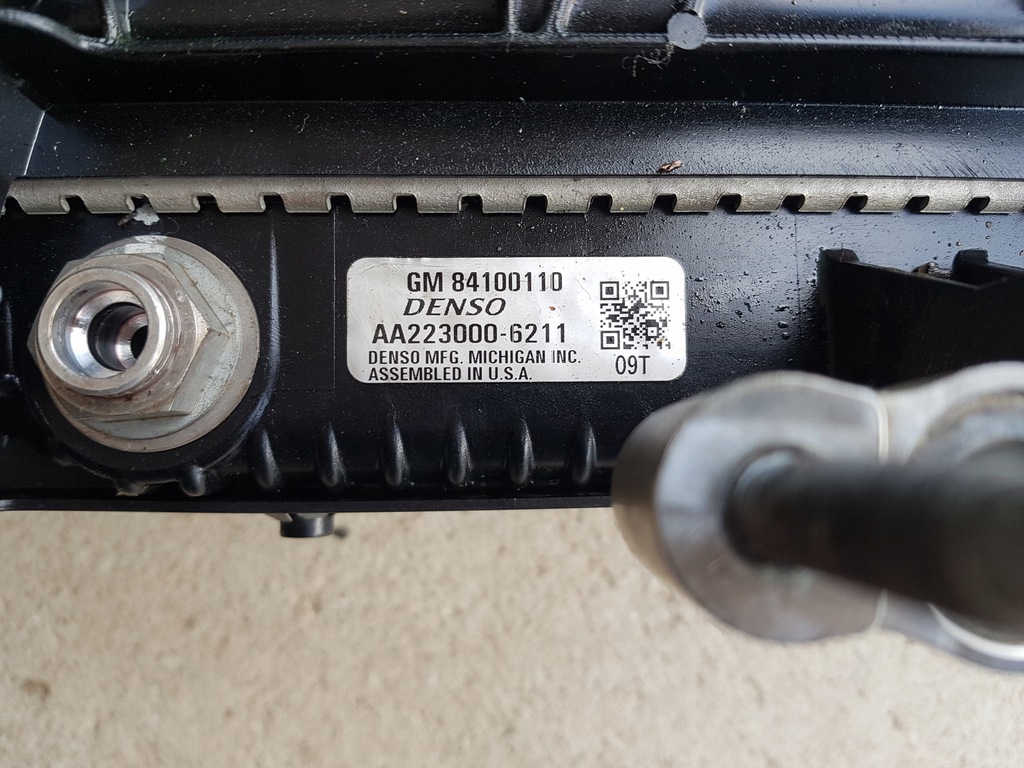 GM 84100110
DENSO
AA223000-6211
DENSO MFG. MICHIGAN INC.
ASSEMBLED IN U.S.A.
09T